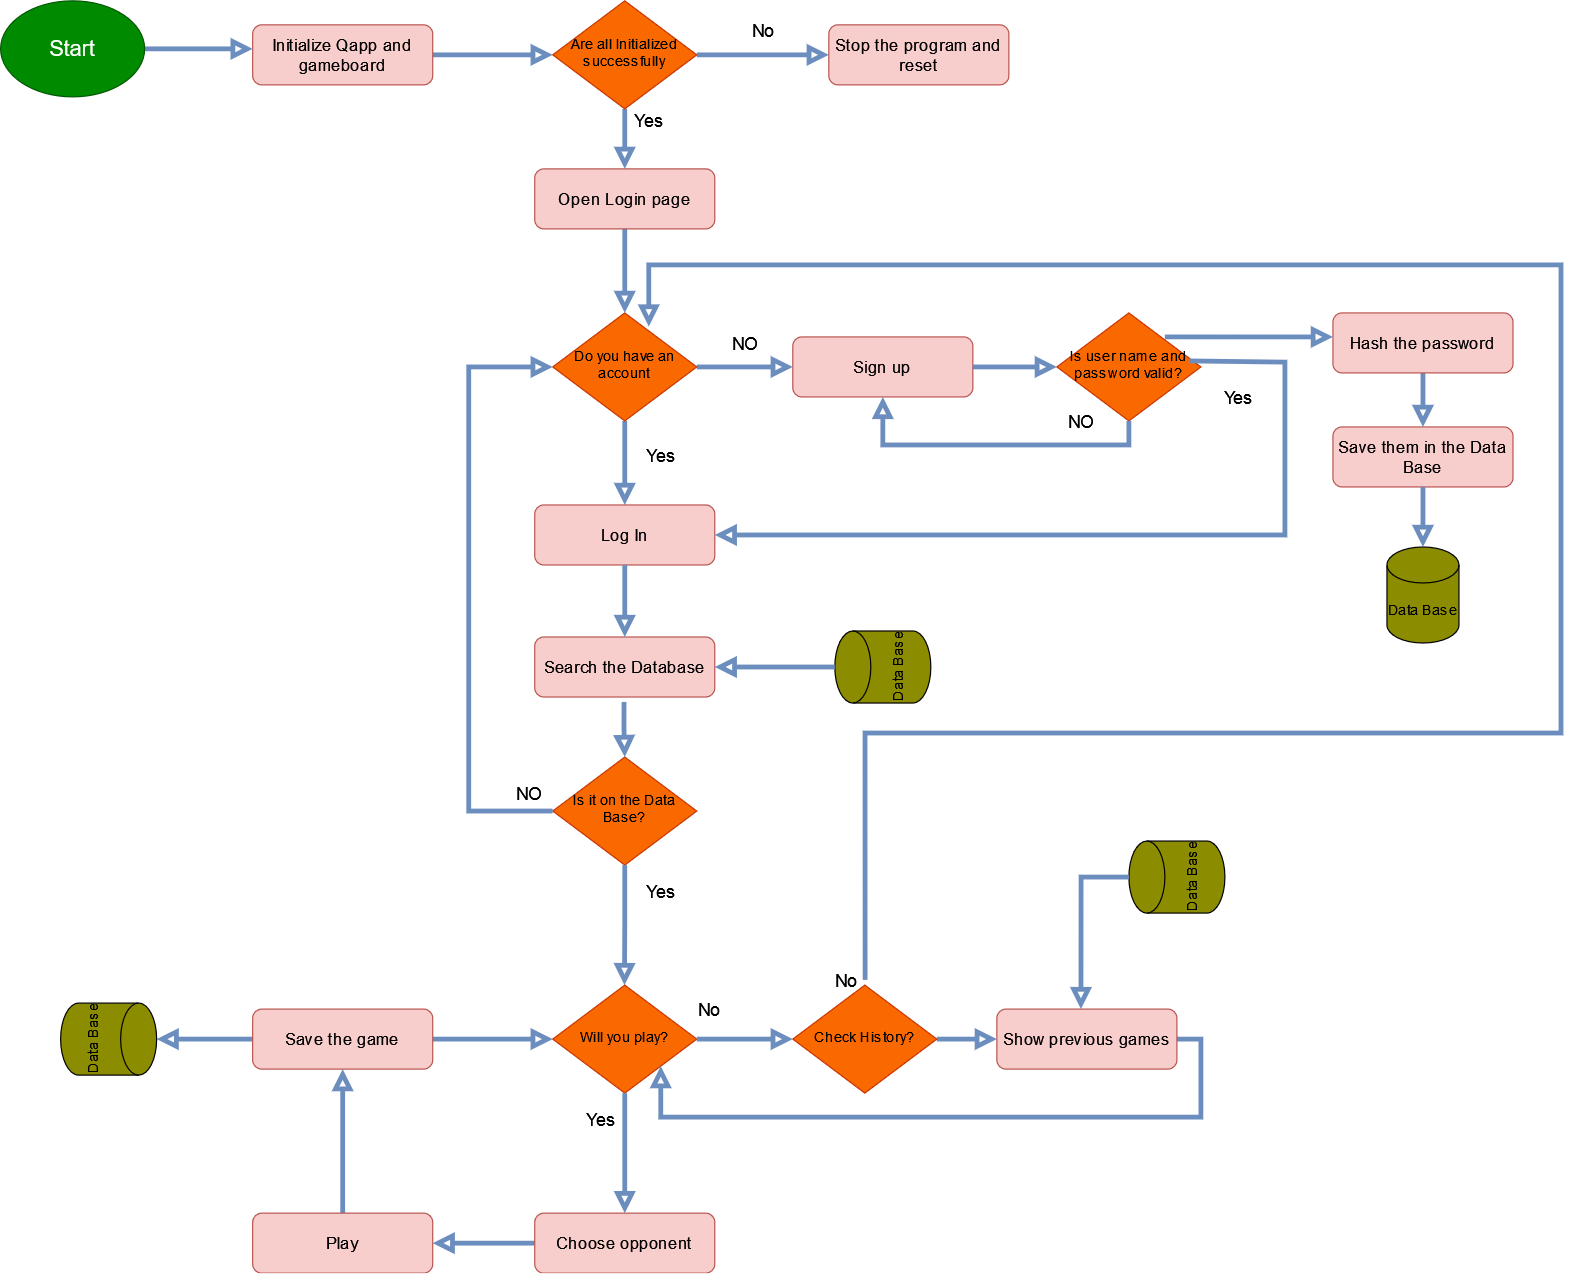 Start
Initialize Qapp and
gameboard
Are all Initialized
successfully
No
Stop the program and
reset
Yes
Open Login page
Do you have an
account
NO
Sign up
Is user name and
password valid?
Hash the password
Yes
NO
Save them in the Data
Base
Yes
Log In
Data Base
Search the Database
Data Base
NO
Is it on the Data
Base?
Yes
Data Base
No
No
Data Base
Save the game
Will you play?
Check History?
Show previous games
Yes
Play
Choose opponent